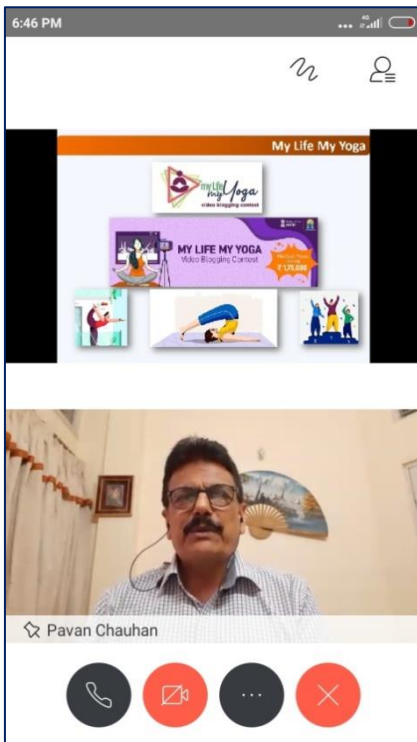 6:46 PM
4G
My Life My Yoga
my Life
my Yoga
video blogging contest
MY LIFE MY YOGA
Video Blogging Contest
₹ 1,75,000
Pavan Chauhan